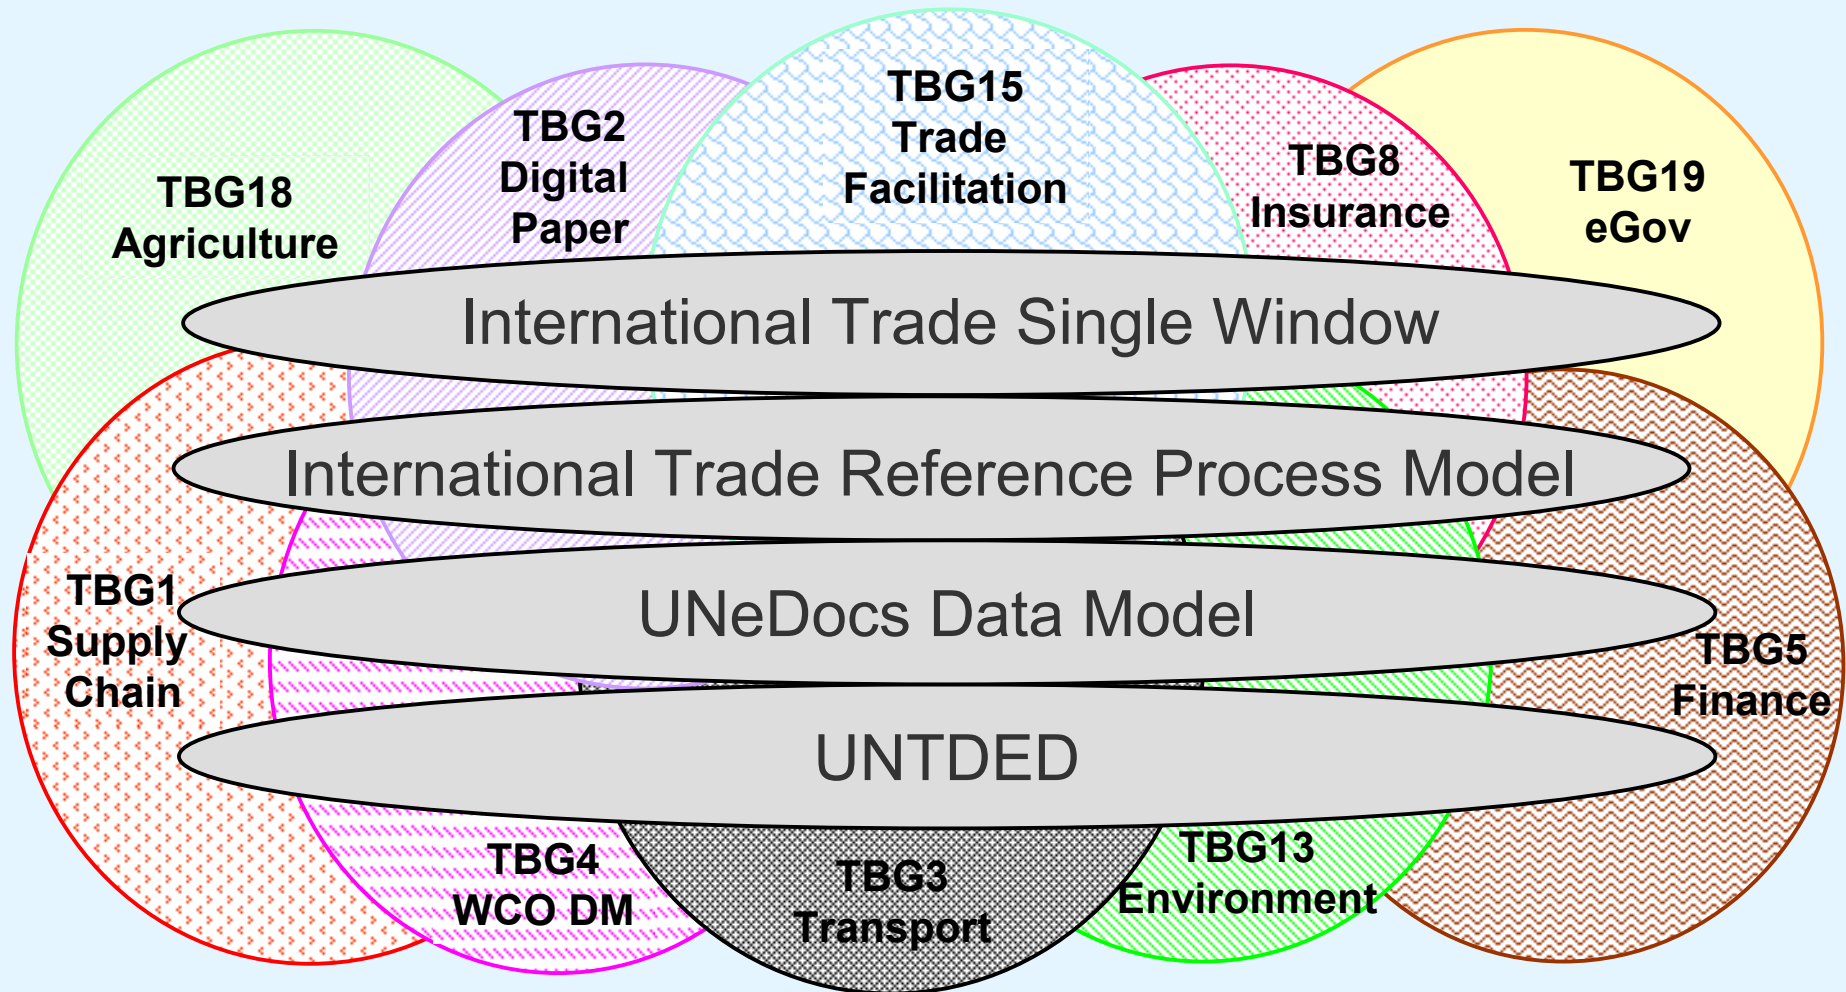 TBG18
Agriculture
TBG2
Digital
Paper
TBG15
Trade
Facilitation
TBG8
Insurance
TBG19
eGov
International Trade Single Window
International Trade Reference Process Model
UNeDocs Data Model
UNTDED
TBG1
Supply
Chain
TBG5
Finance
TBG4
WCO DM
TBG3
Transport
TBG13
Environment